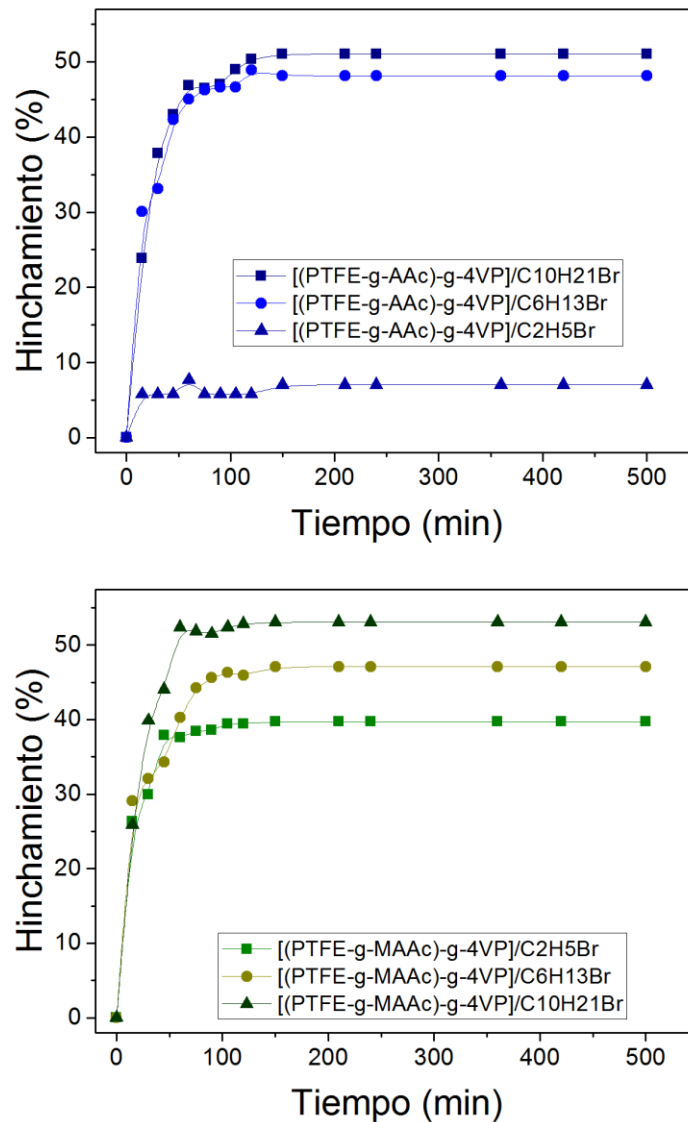 Hinchamiento (%)
50
40
30
20
10
0
[(PTFE-g-AAc)-g-4VP]/C10H21Br
[(PTFE-g-AAc)-g-4VP]/C6H13Br
[(PTFE-g-AAc)-g-4VP]/C2H5Br
0 100 200 300 400 500
Tiempo (min)
Hinchamiento (%)
50
40
30
20
10
0
[(PTFE-g-MAAc)-g-4VP]/C2H5Br
[(PTFE-g-MAAc)-g-4VP]/C6H13Br
[(PTFE-g-MAAc)-g-4VP]/C10H21Br
0 100 200 300 400 500
Tiempo (min)